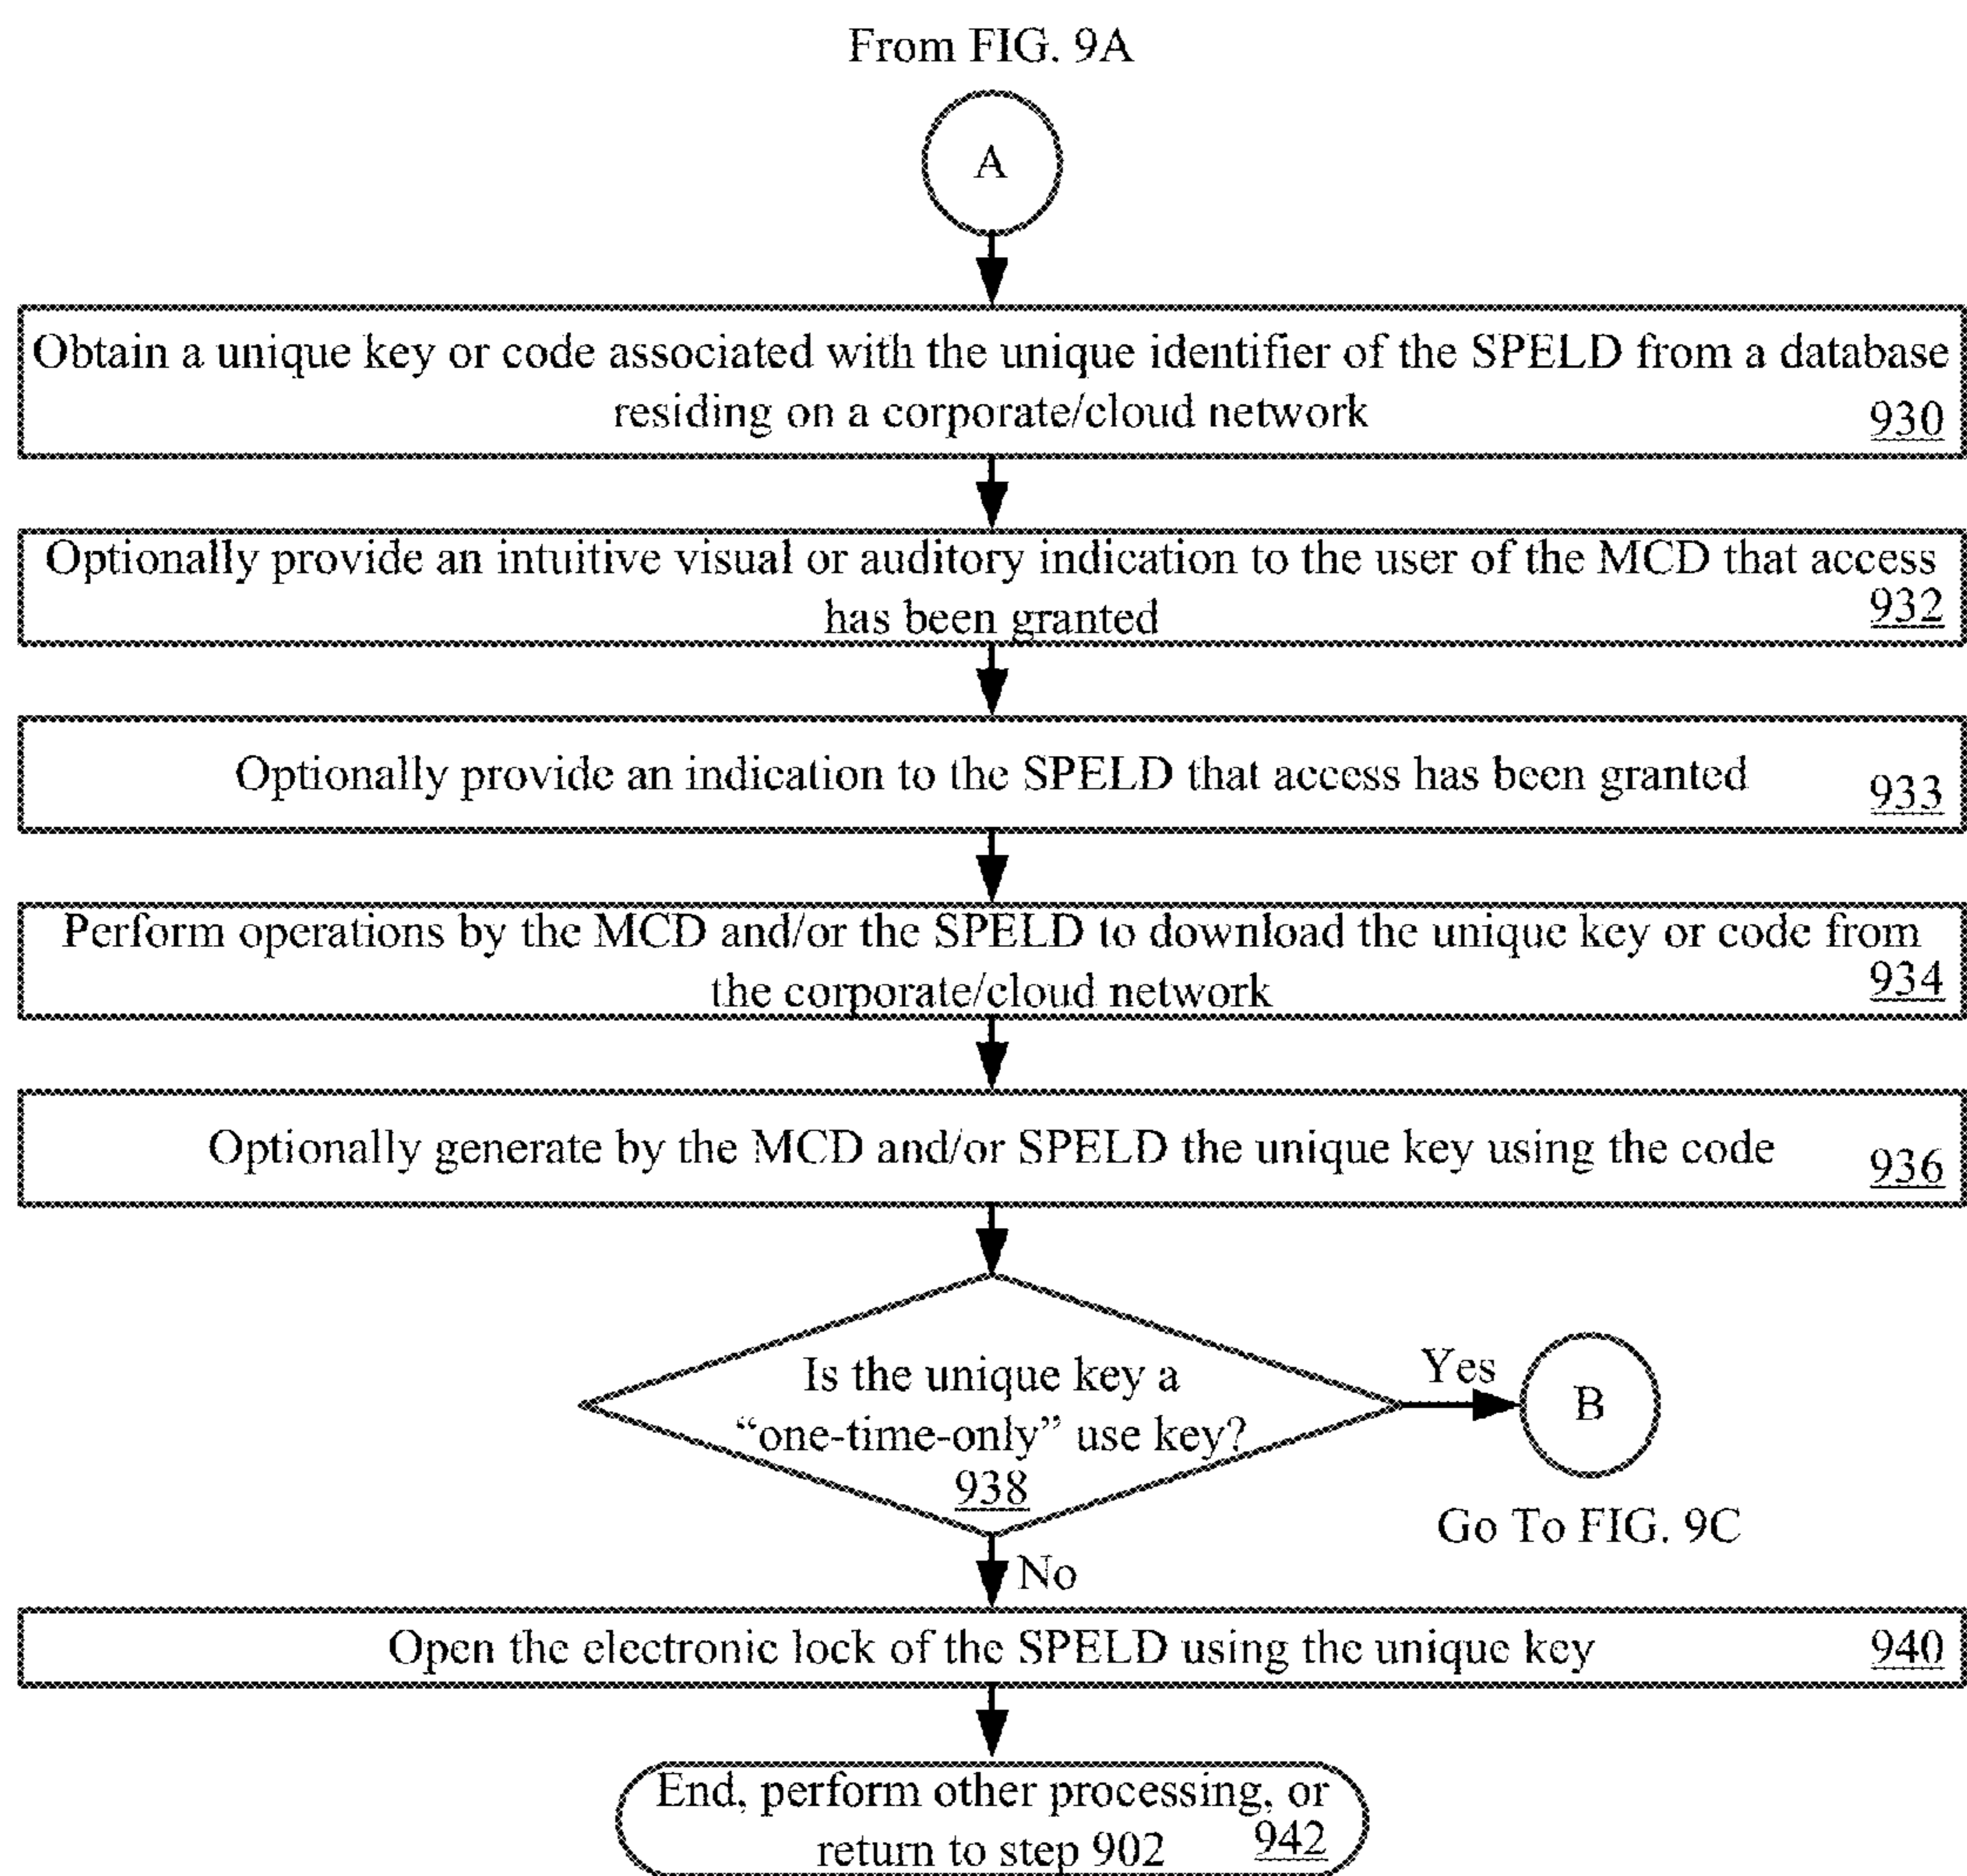 From FIG. 9A
A
Obtain a unique key or code associated with the unique identifier of the SPELD from a database
residing on a corporate/cloud network
930
Optionally provide an intuitive visual or auditory indication to the user of the MCD that access
has been granted
932
Optionally provide an indication to the SPELD that access has been granted
933
Perform operations by the MCD and/or the SPELD to download the unique key or code from
the corporate/cloud network
934
Optionally generate by the MCD and/or SPELD the unique key using the code
936
Is the unique key a
“one-time-only” use key?
938
Yes
B
Go To FIG. 9C
No
Open the electronic lock of the SPELD using the unique key
940
End, perform other processing, or
return to step 902
942